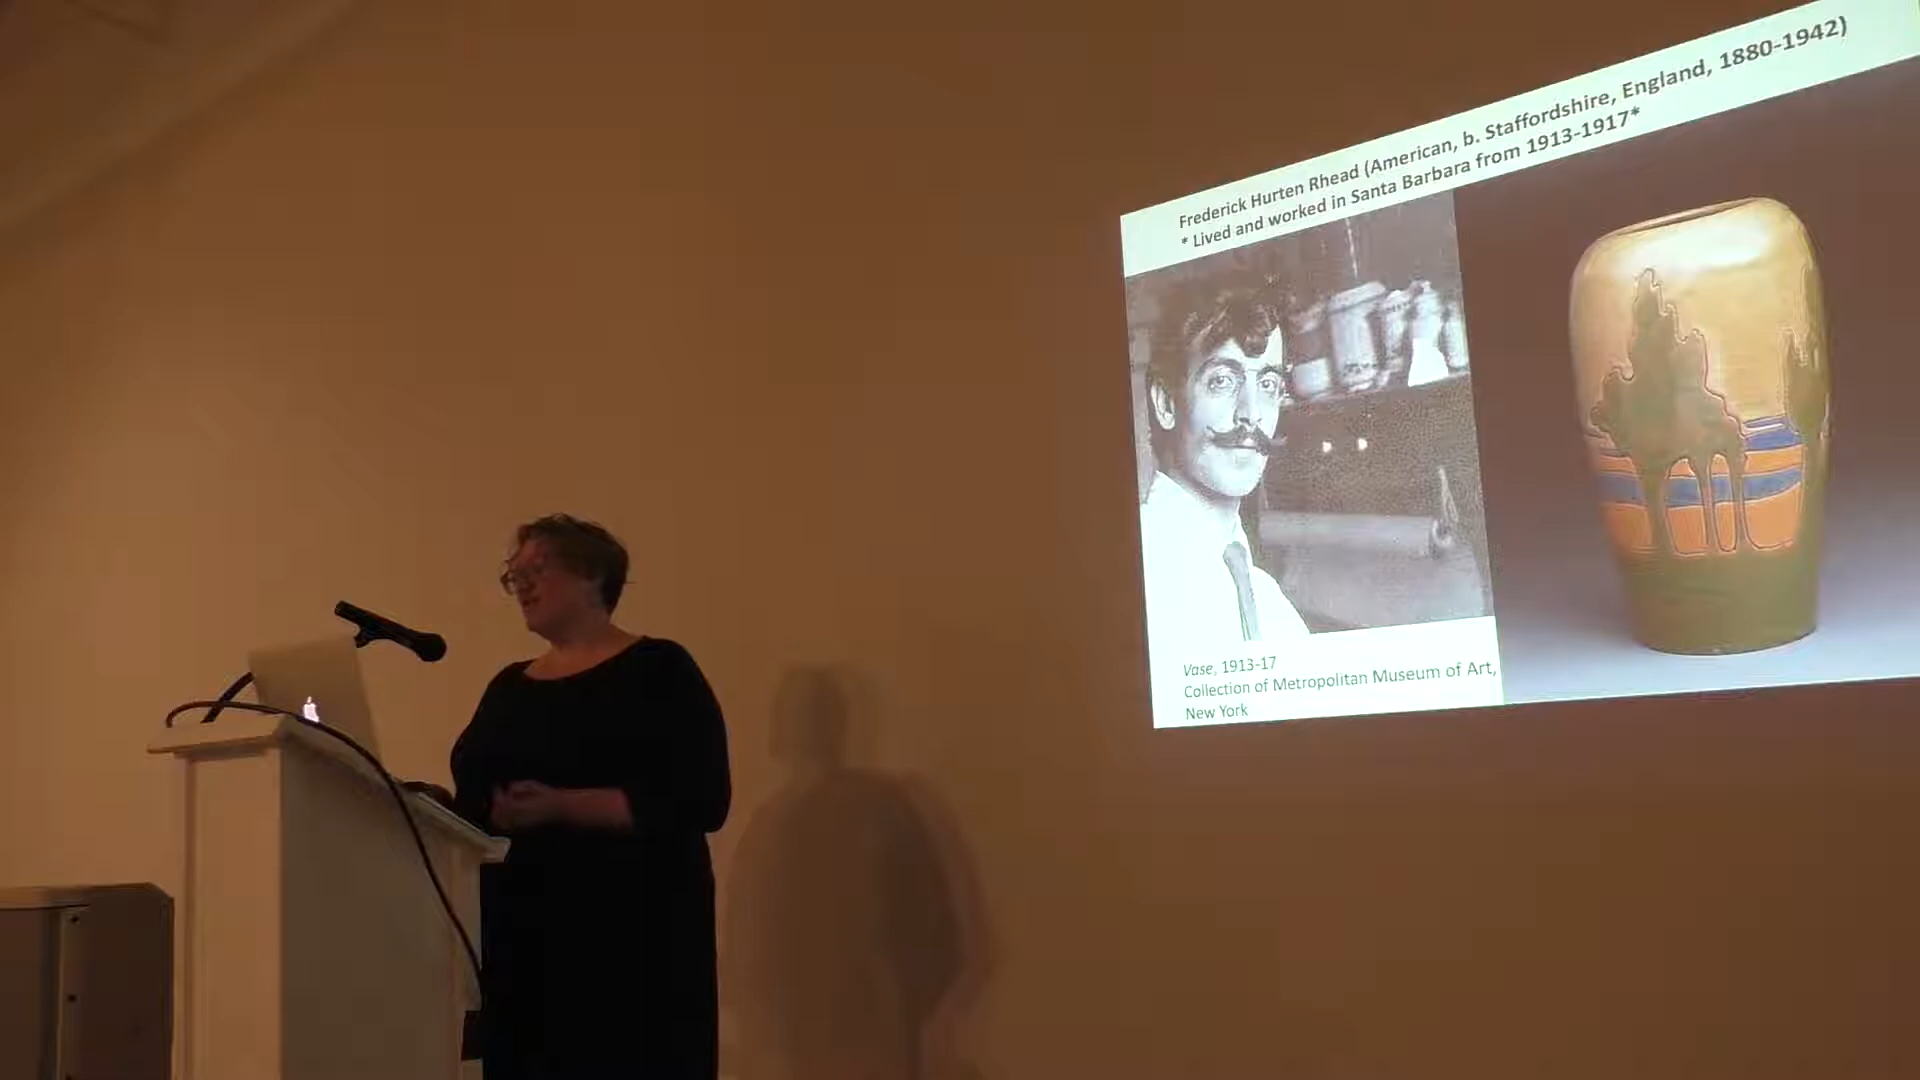 Frederick Hurten Rhead (American, b. Staffordshire, England, 1880-1942)
* Lived and worked in Santa Barbara from 1913-1917*
Vase, 1913-17
Collection of Metropolitan Museum of Art,
New York